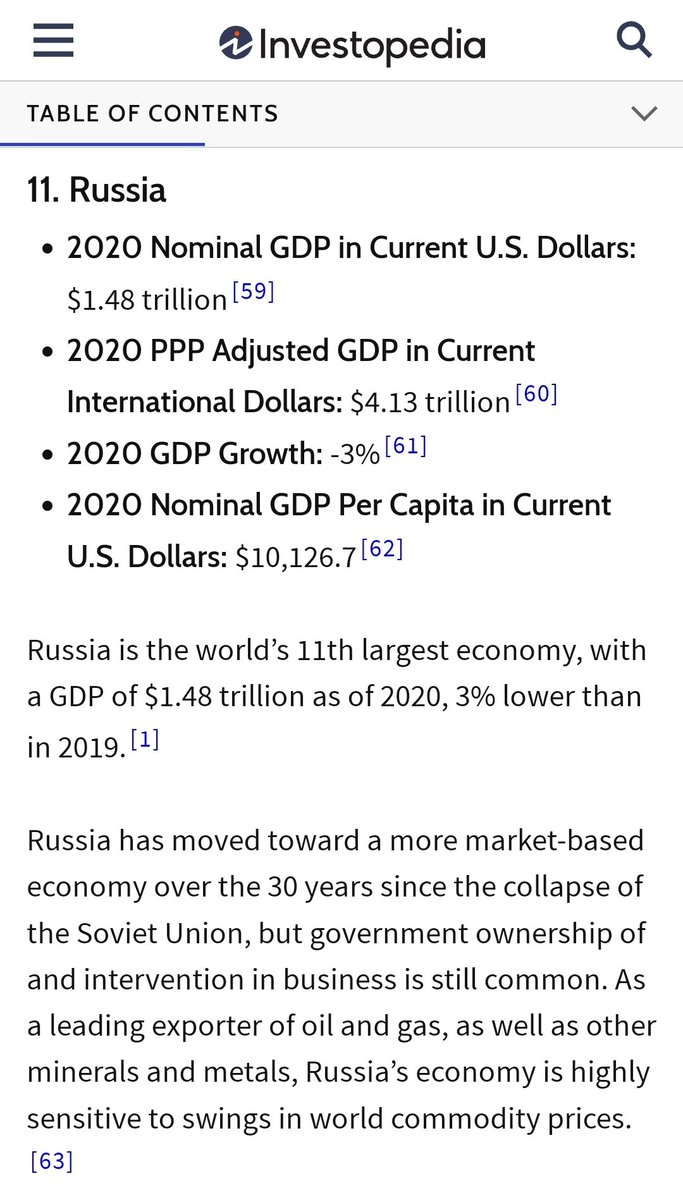 Investopedia
TABLE OF CONTENTS
11. Russia
• 2020 Nominal GDP in Current U.S. Dollars:
$1.48 trillion [59]
• 2020 PPP Adjusted GDP in Current
International Dollars: $4.13 trillion [60]
• 2020 GDP Growth: -3% [61]
• 2020 Nominal GDP Per Capita in Current
U.S. Dollars: $10,126.7 [62]
Russia is the world’s 11th largest economy, with
a GDP of $1.48 trillion as of 2020, 3% lower than
in 2019. [1]
Russia has moved toward a more market-based
economy over the 30 years since the collapse of
the Soviet Union, but government ownership of
and intervention in business is still common. As
a leading exporter of oil and gas, as well as other
minerals and metals, Russia’s economy is highly
sensitive to swings in world commodity prices.
[63]